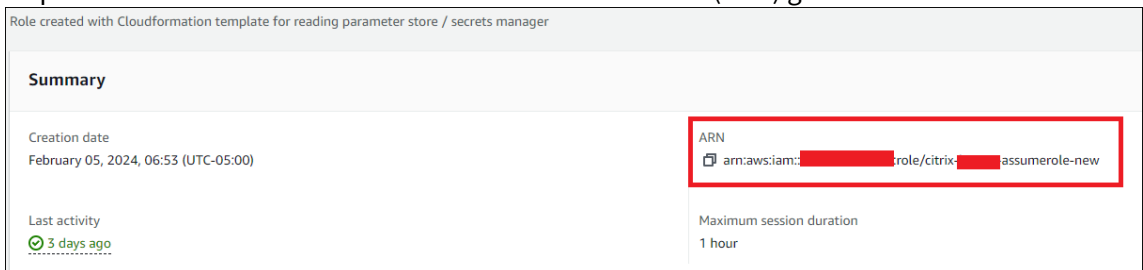 Role created with Cloudformation template for reading parameter store / secrets manager
Summary
Creation date
February 05, 2024, 06:53 (UTC-05:00)
ARN
arn:aws:iam:: :role/citrix- assumerole-new
Last activity
3 days ago
Maximum session duration
1 hour